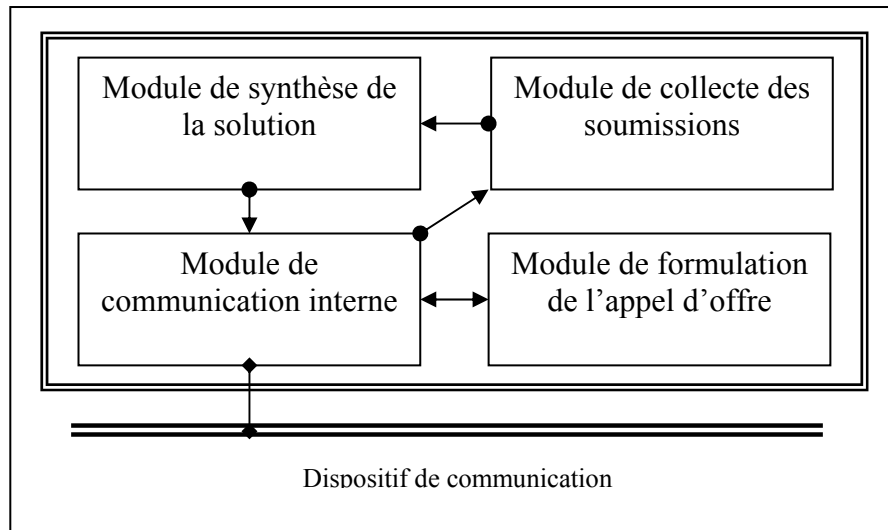 Module de synthèse de
la solution
Module de collecte des
soumissions
Module de
communication interne
Module de formulation
de l’appel d’offre
Dispositif de communication